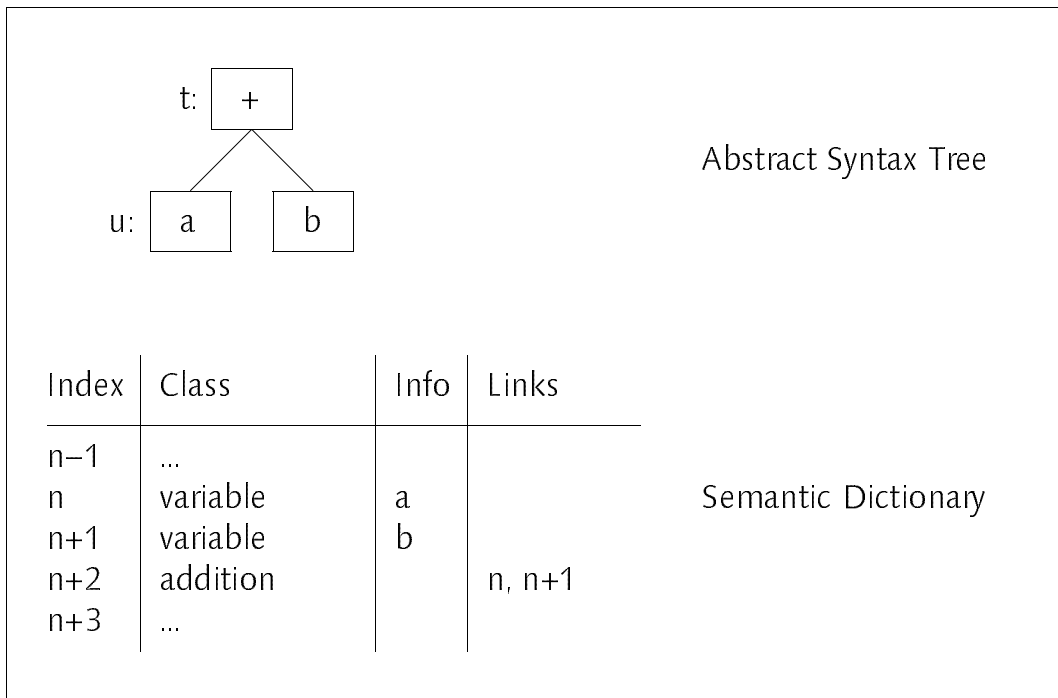 t: +
Abstract Syntax Tree
u: a b
Index Class Info Links
n–1 ...
n variable a
Semantic Dictionary
n+1 variable b
n+2 addition n, n+1
n+3 ...